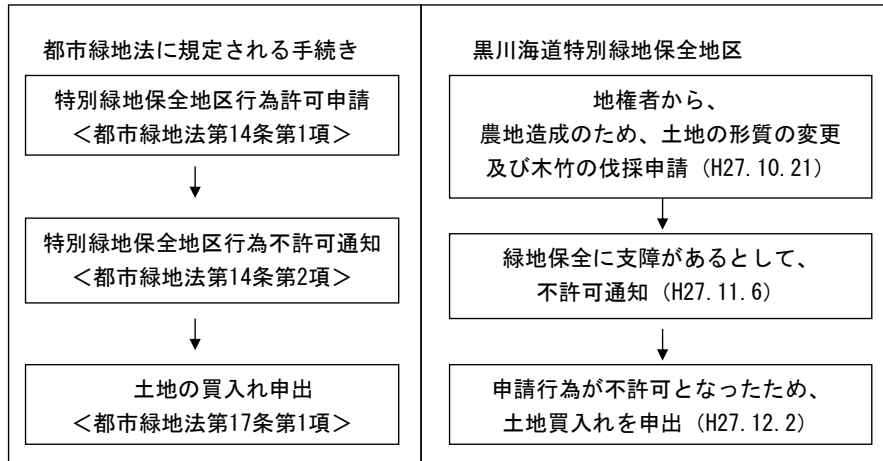 都市緑地法に規定される手続き
特別緑地保全地区行為許可申請
＜都市緑地法第14条第1項＞
特別緑地保全地区行為不許可通知
＜都市緑地法第14条第2項＞
土地の買入れ申出
＜都市緑地法第17条第1項＞
黒川海道特別緑地保全地区
地権者から、
農地造成のため、土地の形質の変更
及び木竹の伐採申請（H27.10.21）
緑地保全に支障があるとして、
不許可通知（H27.11.6）
申請行為が不許可となったため、
土地買入れを申出（H27.12.2）